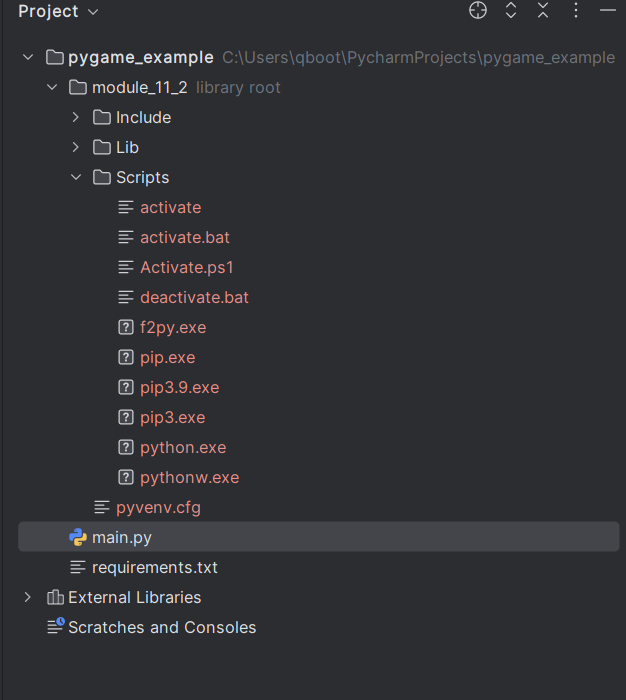 Project
pygame_example C:\Users\qboot\PycharmProjects\pygame_example
module_11_2 library root
Include
Lib
Scripts
activate
activate.bat
Activate.ps1
deactivate.bat
f2py.exe
pip.exe
pip3.9.exe
pip3.exe
python.exe
pythonw.exe
pyvenv.cfg
main.py
requirements.txt
External Libraries
Scratches and Consoles